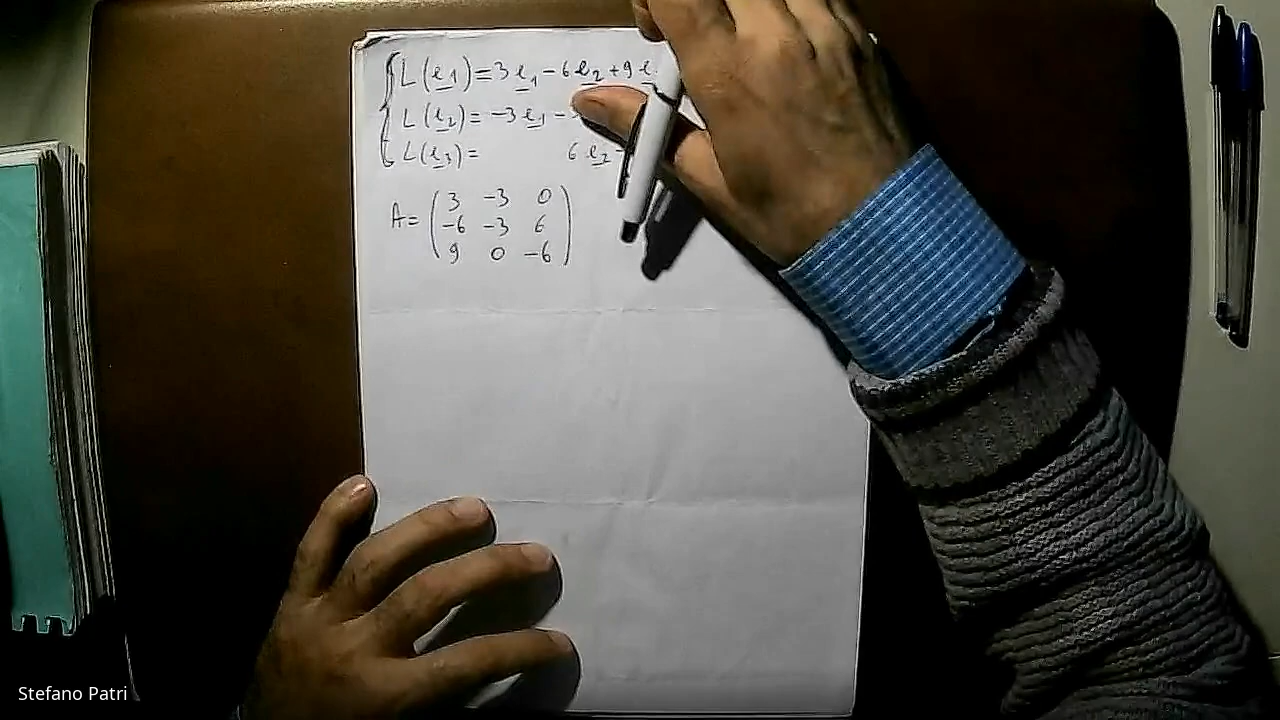 L(e1)=3e1-6e2+9e
L(e2)=-3e1-3
L(e3)= 6e2-
A= (3 -3 0
-6 -3 6
9 0 -6)
Stefano Patri